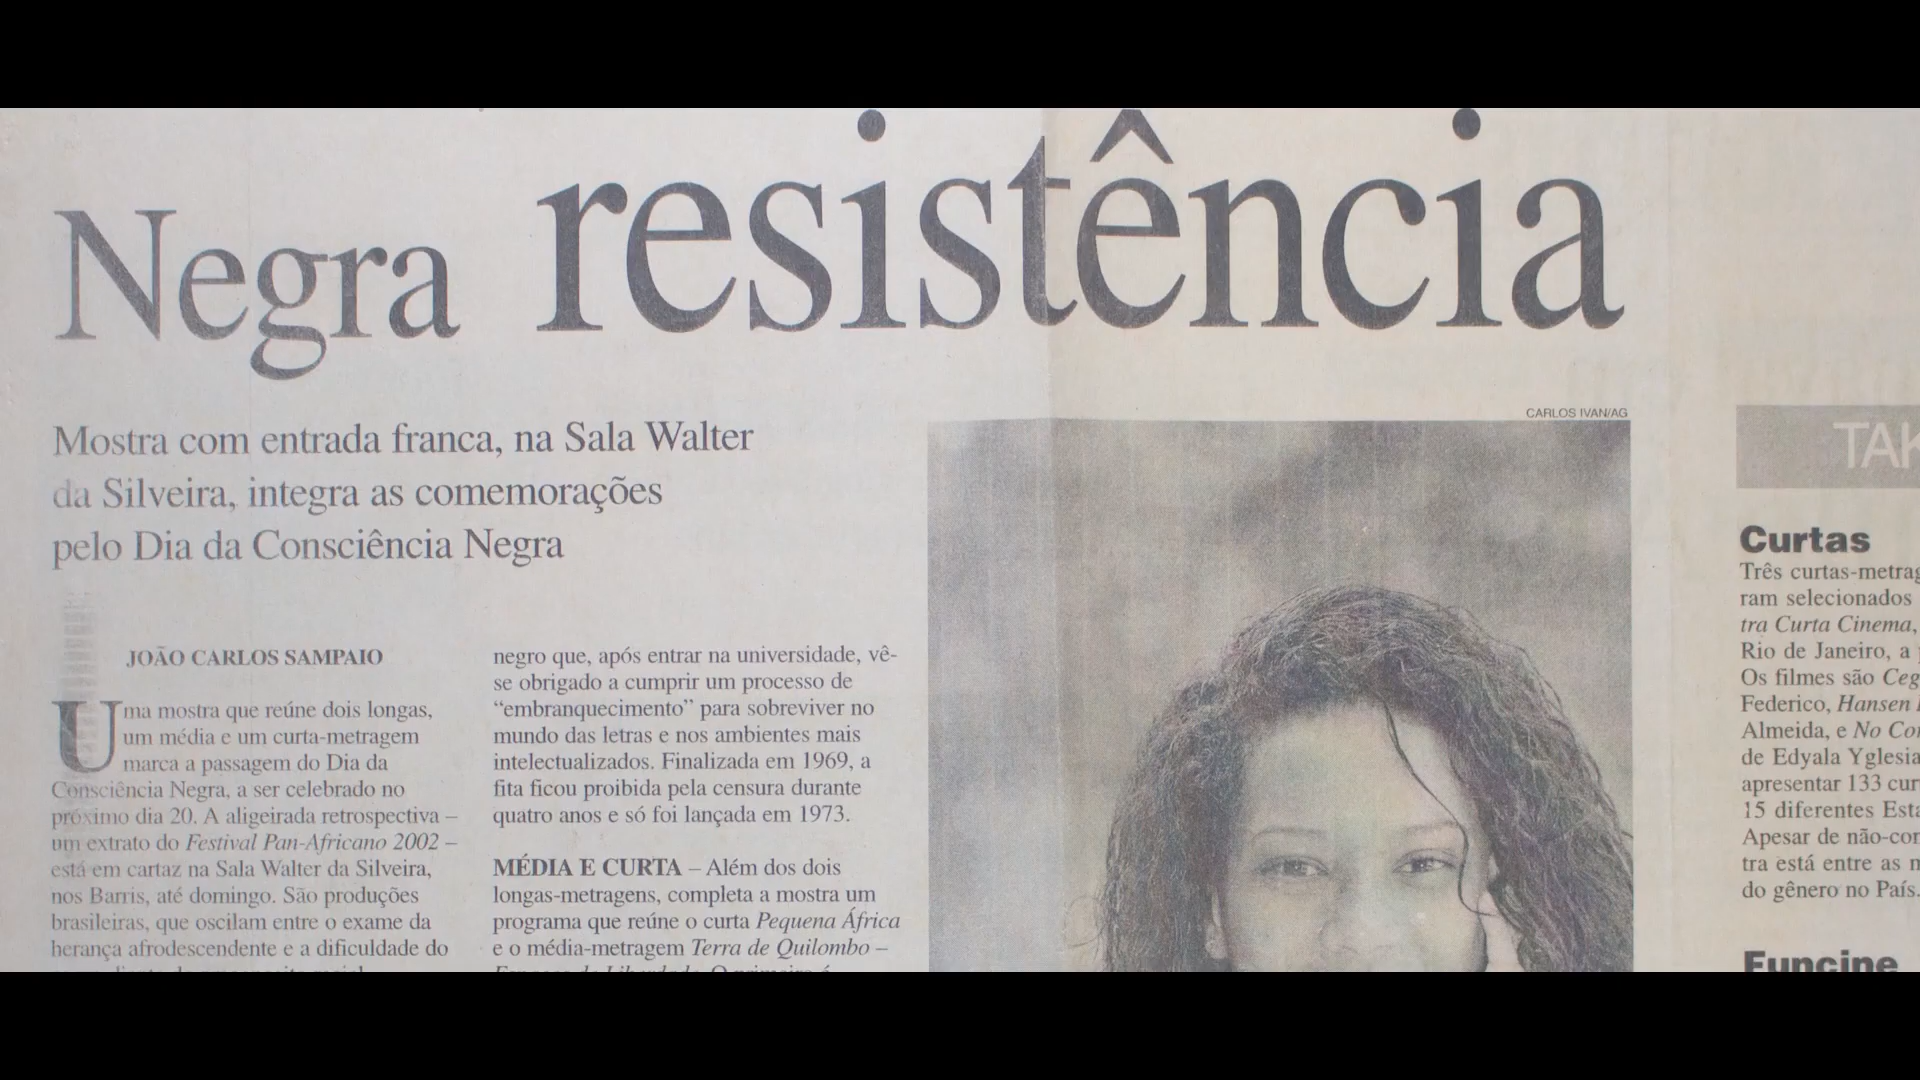 Negra resistência
Mostra com entrada franca, na Sala Walter
da Silveira, integra as comemorações
pelo Dia da Consciência Negra
JOÃO CARLOS SAMPAIO
Uma mostra que reúne dois longas,
um média e um curta-metragem
marca a passagem do Dia da
Consciência Negra, a ser celebrado no
próximo dia 20. A aligeirada retrospectiva –
um extrato do Festival Pan-Africano 2002 –
está em cartaz na Sala Walter da Silveira,
nos Barris, até domingo. São produções
brasileiras, que oscilam entre o exame da
herança afrodescendente e a dificuldade do
negro que, após entrar na universidade, vê-
se obrigado a cumprir um processo de
“embranquecimento” para sobreviver no
mundo das letras e nos ambientes mais
intelectualizados. Finalizada em 1969, a
fita ficou proibida pela censura durante
quatro anos e só foi lançada em 1973.
MÉDIA E CURTA – Além dos dois
longas-metragens, completa a mostra um
programa que reúne o curta Pequena África
e o média-metragem Terra de Quilombo –
CARLOS IVAN/AG
TAK
Curtas
Três curtas-metrag
ram selecionados
tra Curta Cinema,
Rio de Janeiro, a
Os filmes são Ceg
Federico, Hansen
Almeida, e No Co
de Edyala Yglesia
apresentar 133 cur
15 diferentes Esta
Apesar de não-con
tra está entre as m
do gênero no País.
Funcine